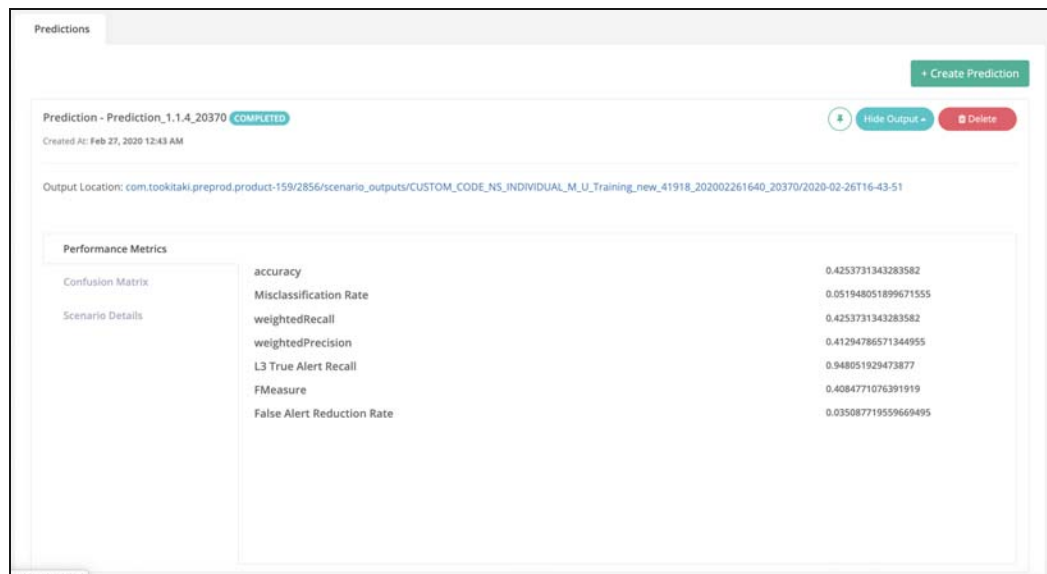 Predictions
+ Create Prediction
Prediction - Prediction_1.1.4_20370 COMPLETED
Hide Output
Delete
Created At: Feb 27, 2020 12:43 AM
Output Location: com.tookitaki.preprod.product-159/2856/scenario_outputs/CUSTOM_CODE_NS_INDIVIDUAL_M_U_Training_new_41918_202002261640_20370/2020-02-26T16-43-51
Performance Metrics
Confusion Matrix
Scenario Details
accuracy 0.4253731343283582
Misclassification Rate 0.051948051899671555
weightedRecall 0.4253731343283582
weightedPrecision 0.41294786571344955
L3 True Alert Recall 0.948051929473877
FMeasure 0.4084771076391919
False Alert Reduction Rate 0.035087719559669495